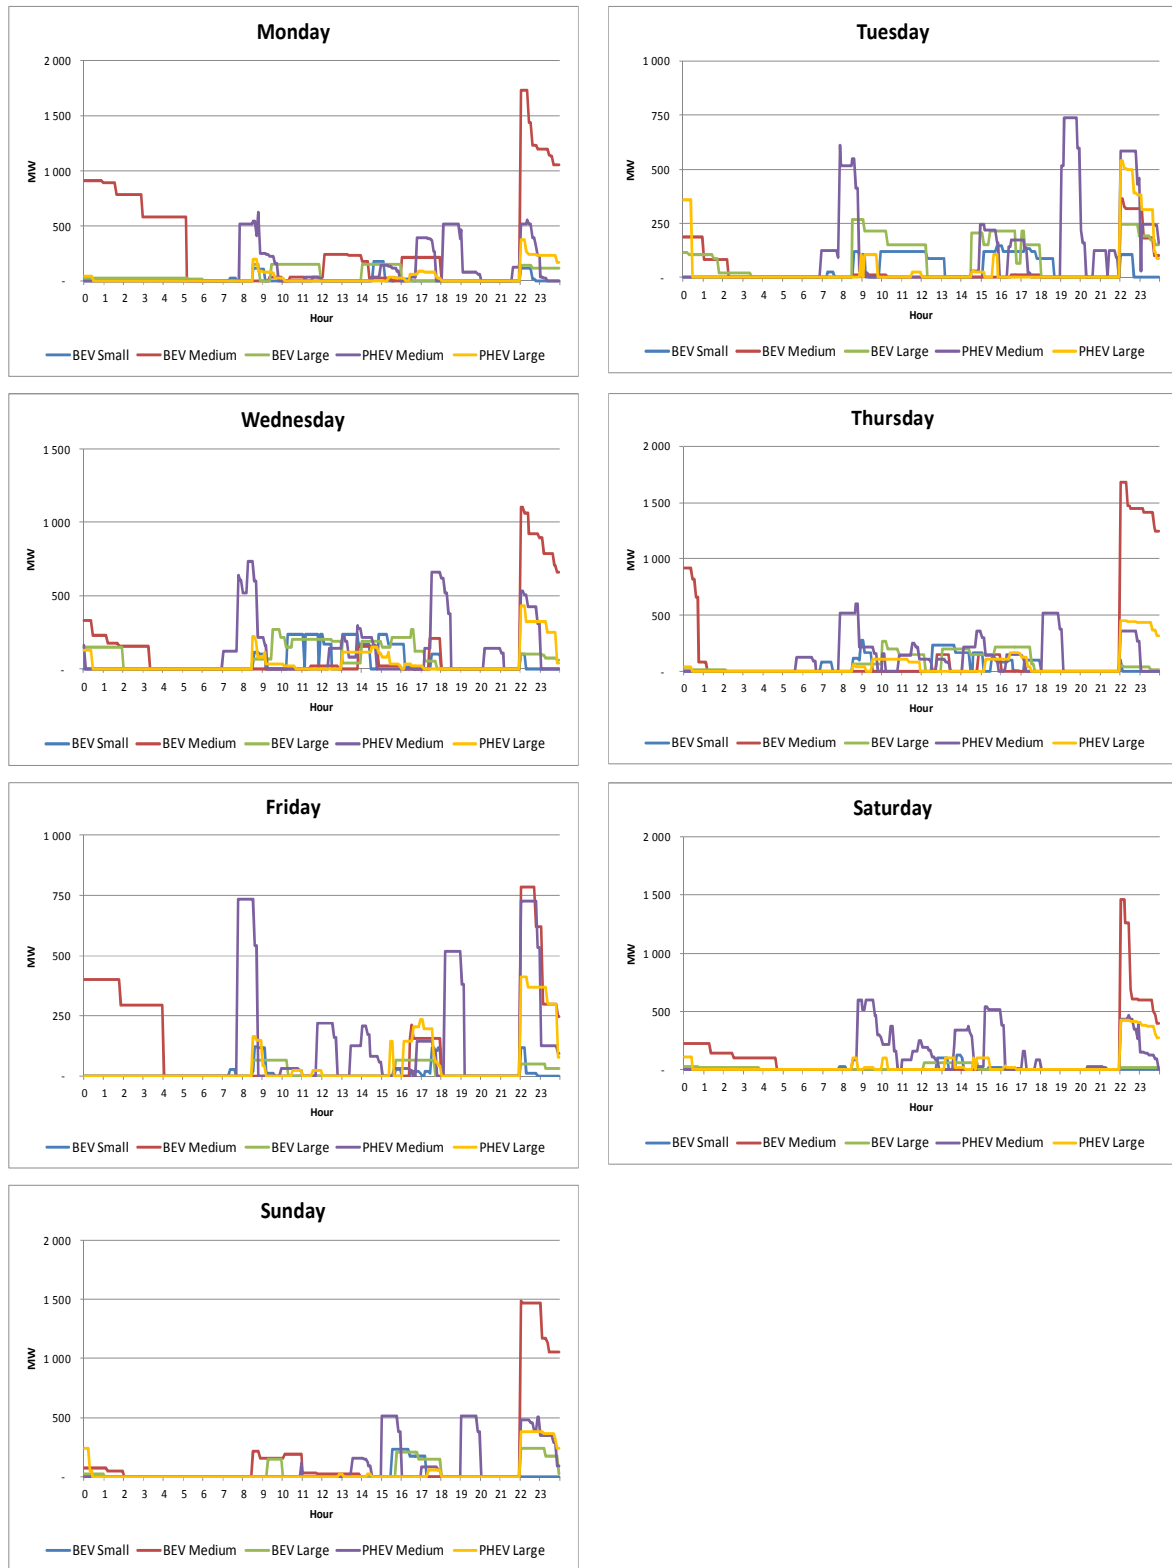 Monday
2 000
1 500
1 000
500
-
MW
0 1 2 3 4 5 6 7 8 9 10 11 12 13 14 15 16 17 18 19 20 21 22 23
Hour
BEV Small BEV Medium BEV Large PHEV Medium PHEV Large
Tuesday
1 000
750
500
250
-
MW
0 1 2 3 4 5 6 7 8 9 10 11 12 13 14 15 16 17 18 19 20 21 22 23
Hour
BEV Small BEV Medium BEV Large PHEV Medium PHEV Large
Wednesday
1 500
1 000
500
-
MW
0 1 2 3 4 5 6 7 8 9 10 11 12 13 14 15 16 17 18 19 20 21 22 23
Hour
BEV Small BEV Medium BEV Large PHEV Medium PHEV Large
Thursday
2 000
1 500
1 000
500
-
MW
0 1 2 3 4 5 6 7 8 9 10 11 12 13 14 15 16 17 18 19 20 21 22 23
Hour
BEV Small BEV Medium BEV Large PHEV Medium PHEV Large
Friday
1 000
750
500
250
-
MW
0 1 2 3 4 5 6 7 8 9 10 11 12 13 14 15 16 17 18 19 20 21 22 23
Hour
BEV Small BEV Medium BEV Large PHEV Medium PHEV Large
Saturday
2 000
1 500
1 000
500
-
MW
0 1 2 3 4 5 6 7 8 9 10 11 12 13 14 15 16 17 18 19 20 21 22 23
Hour
BEV Small BEV Medium BEV Large PHEV Medium PHEV Large
Sunday
2 000
1 500
1 000
500
-
MW
0 1 2 3 4 5 6 7 8 9 10 11 12 13 14 15 16 17 18 19 20 21 22 23
Hour
BEV Small BEV Medium BEV Large PHEV Medium PHEV Large